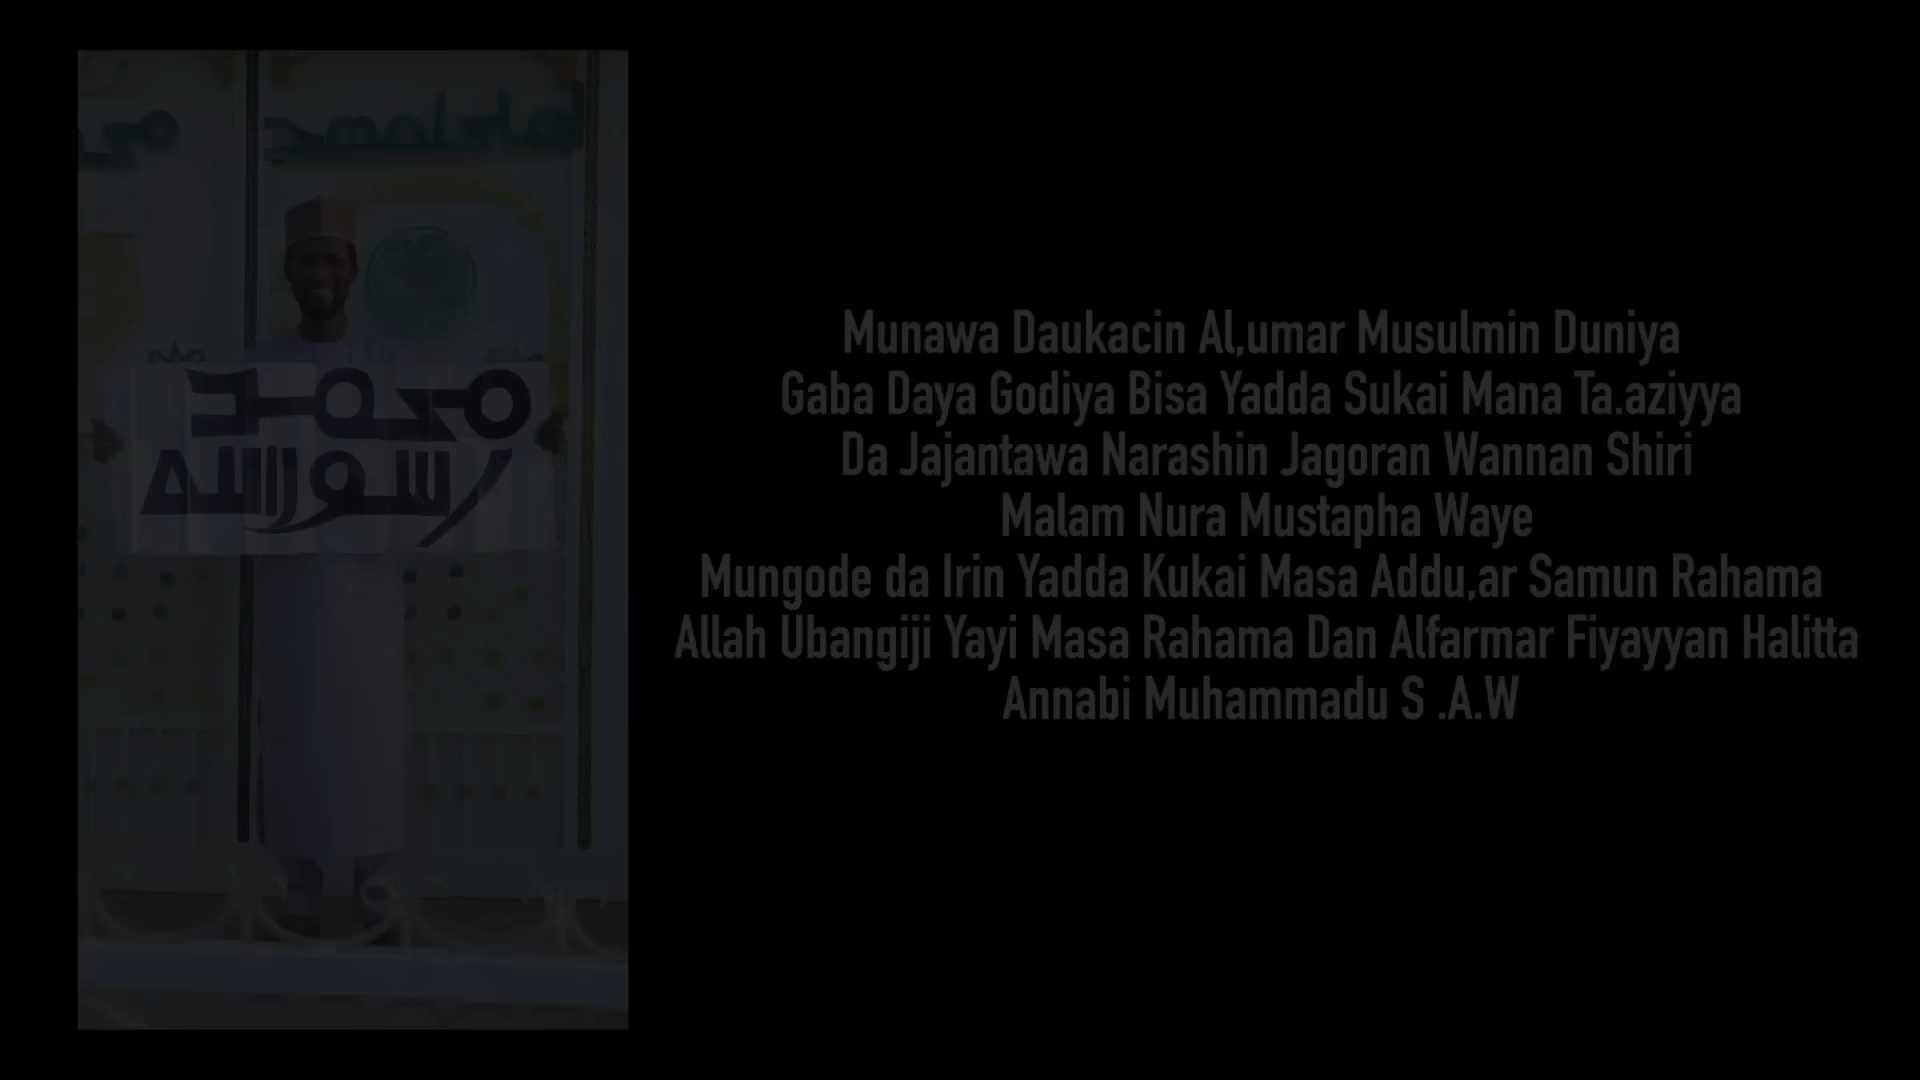 محمد
رسول الله
Munawa Daukacin Al,umar Musulmin Duniya
Gaba Daya Godiya Bisa Yadda Sukai Mana Ta.aziyya
Da Jajantawa Narashin Jagoran Wannan Shiri
Malam Nura Mustapha Waye
Mungode da Irin Yadda Kukai Masa Addu,ar Samun Rahama
Allah Ubangiji Yayi Masa Rahama Dan Alfarmar Fiyayyan Halitta
Annabi Muhammadu S .A.W